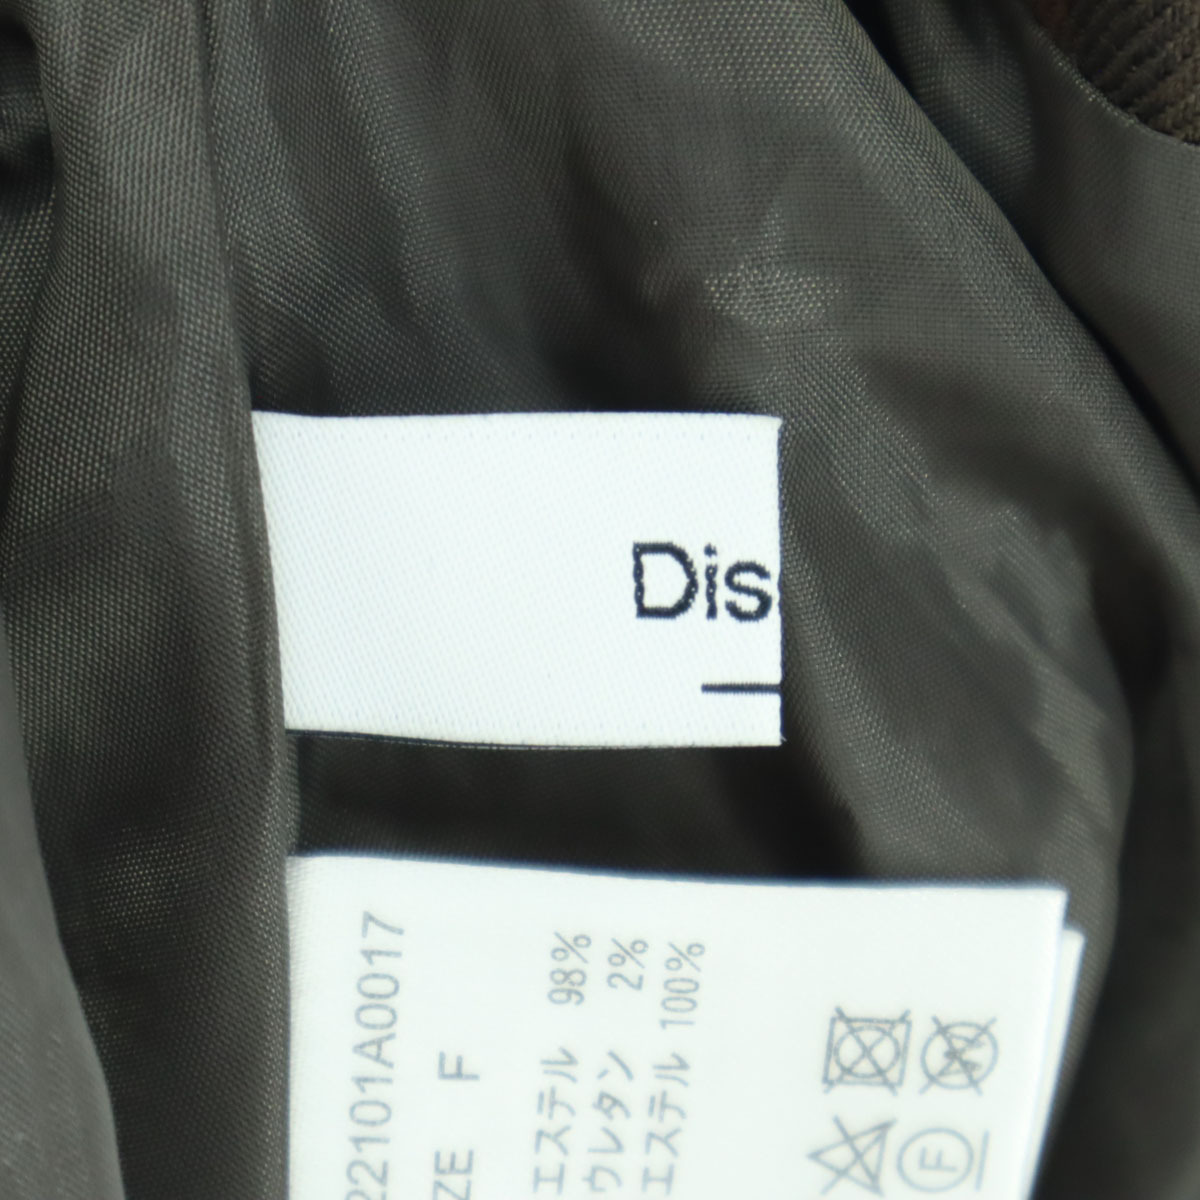 Dis
22101A0017
ZE F
エステル 98%
ウレタン 2%
エステル 100%
F